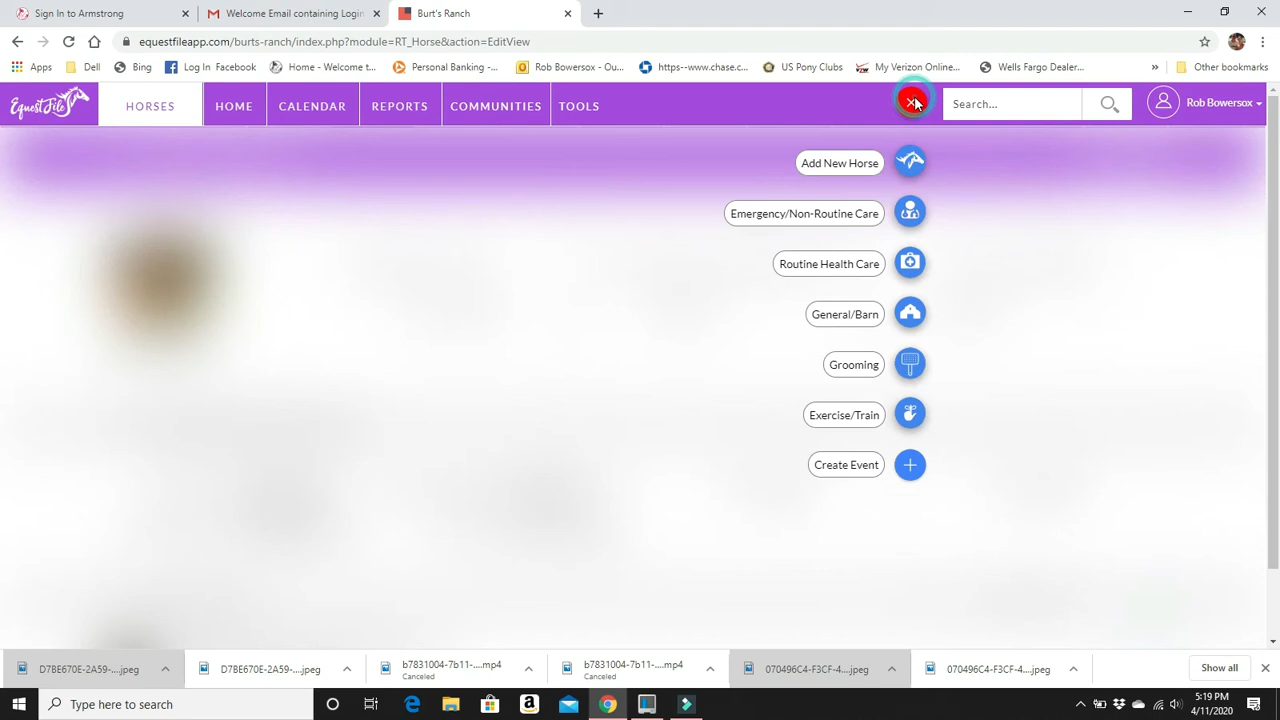 Sign In to Armstrong
Welcome Email containing Login
Burt's Ranch
equestfileapp.com/burts-ranch/index.php?module=RT_Horse&action=EditView
Apps
Dell
Bing
Log In Facebook
Home - Welcome t...
Personal Banking -...
Rob Bowersox - Ou...
https--www.chase.c...
US Pony Clubs
My Verizon Online...
Wells Fargo Dealer...
»
Other bookmarks
EquestFile
HORSES
HOME
CALENDAR
REPORTS
COMMUNITIES
TOOLS
Search...
Rob Bowersox
Add New Horse
Emergency/Non-Routine Care
Routine Health Care
General/Barn
Grooming
Exercise/Train
Create Event
D7BE670E-2A59-....jpeg
D7BE670E-2A59-....jpeg
b7831004-7b11-....mp4
Canceled
b7831004-7b11-....mp4
Canceled
070496C4-F3CF-4....jpeg
070496C4-F3CF-4....jpeg
Show all
Type here to search
5:19 PM
4/11/2020